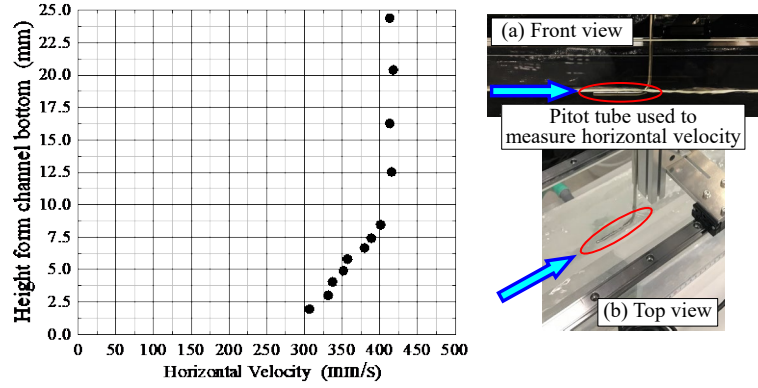 Height form channel bottom (mm)
25.0
22.5
20.0
17.5
15.0
12.5
10.0
7.5
5.0
2.5
0.0
0 50 100 150 200 250 300 350 400 450 500
Horizontal Velocity (mm/s)
(a) Front view
Pitot tube used to
measure horizontal velocity
(b) Top view